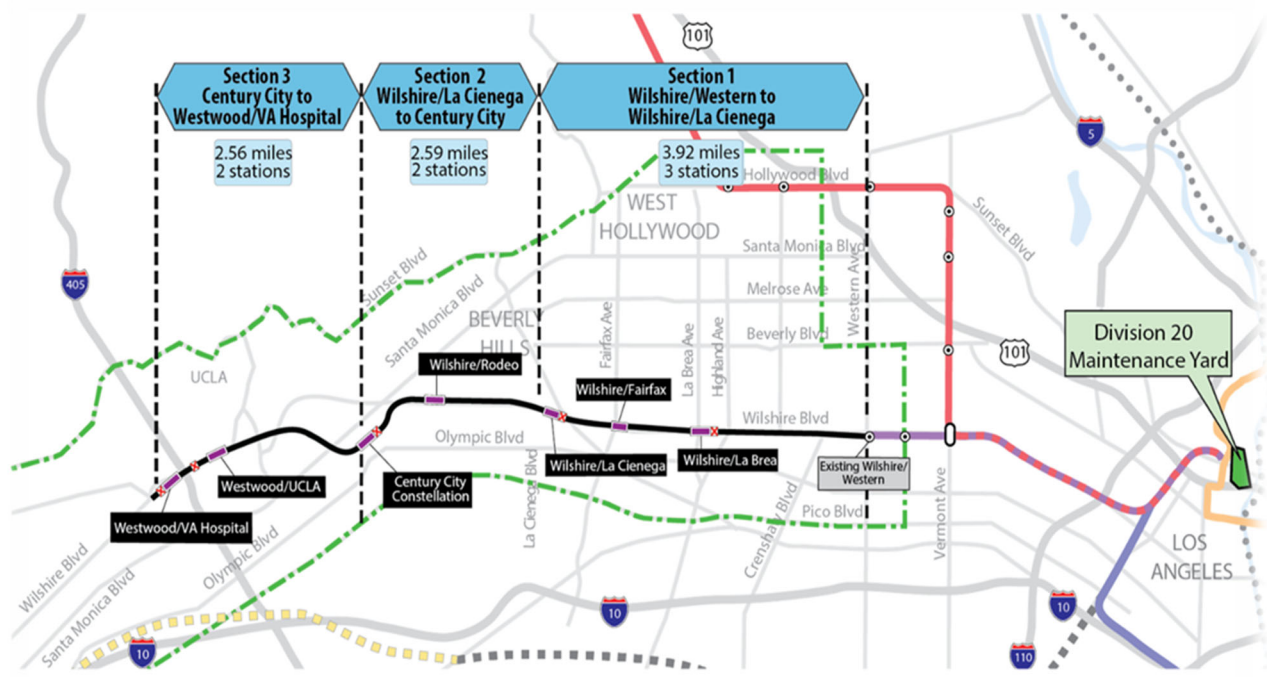 101
Section 3
Century City to
Westwood/VA Hospital
Section 2
Wilshire/La Cienega
to Century City
Section 1
Wilshire/Western to
Wilshire/La Cienega
5
2.56 miles
2 stations
2.59 miles
2 stations
3.92 miles
3 stations
Hollywood Blvd
WEST
HOLLYWOOD
Sunset Blvd
Santa Monica Blvd
405
Sunset Blvd
Santa Monica Blvd
Melrose Ave
Western Ave
BEVERLY
HILLS
Fairfax Ave
La Brea Ave
Highland Ave
Beverly Blvd
101
Division 20
Maintenance Yard
UCLA
Wilshire/Rodeo
Wilshire/Fairfax
Wilshire Blvd
Olympic Blvd
Wilshire/La Cienega
Wilshire/La Brea
Existing Wilshire/
Western
Westwood/UCLA
Century City
Constellation
La Cienega Blvd
Crenshaw Blvd
Pico Blvd
Vermont Ave
Westwood/VA Hospital
LOS
ANGELES
Wilshire Blvd
Santa Monica Blvd
Olympic Blvd
10
10
10
110